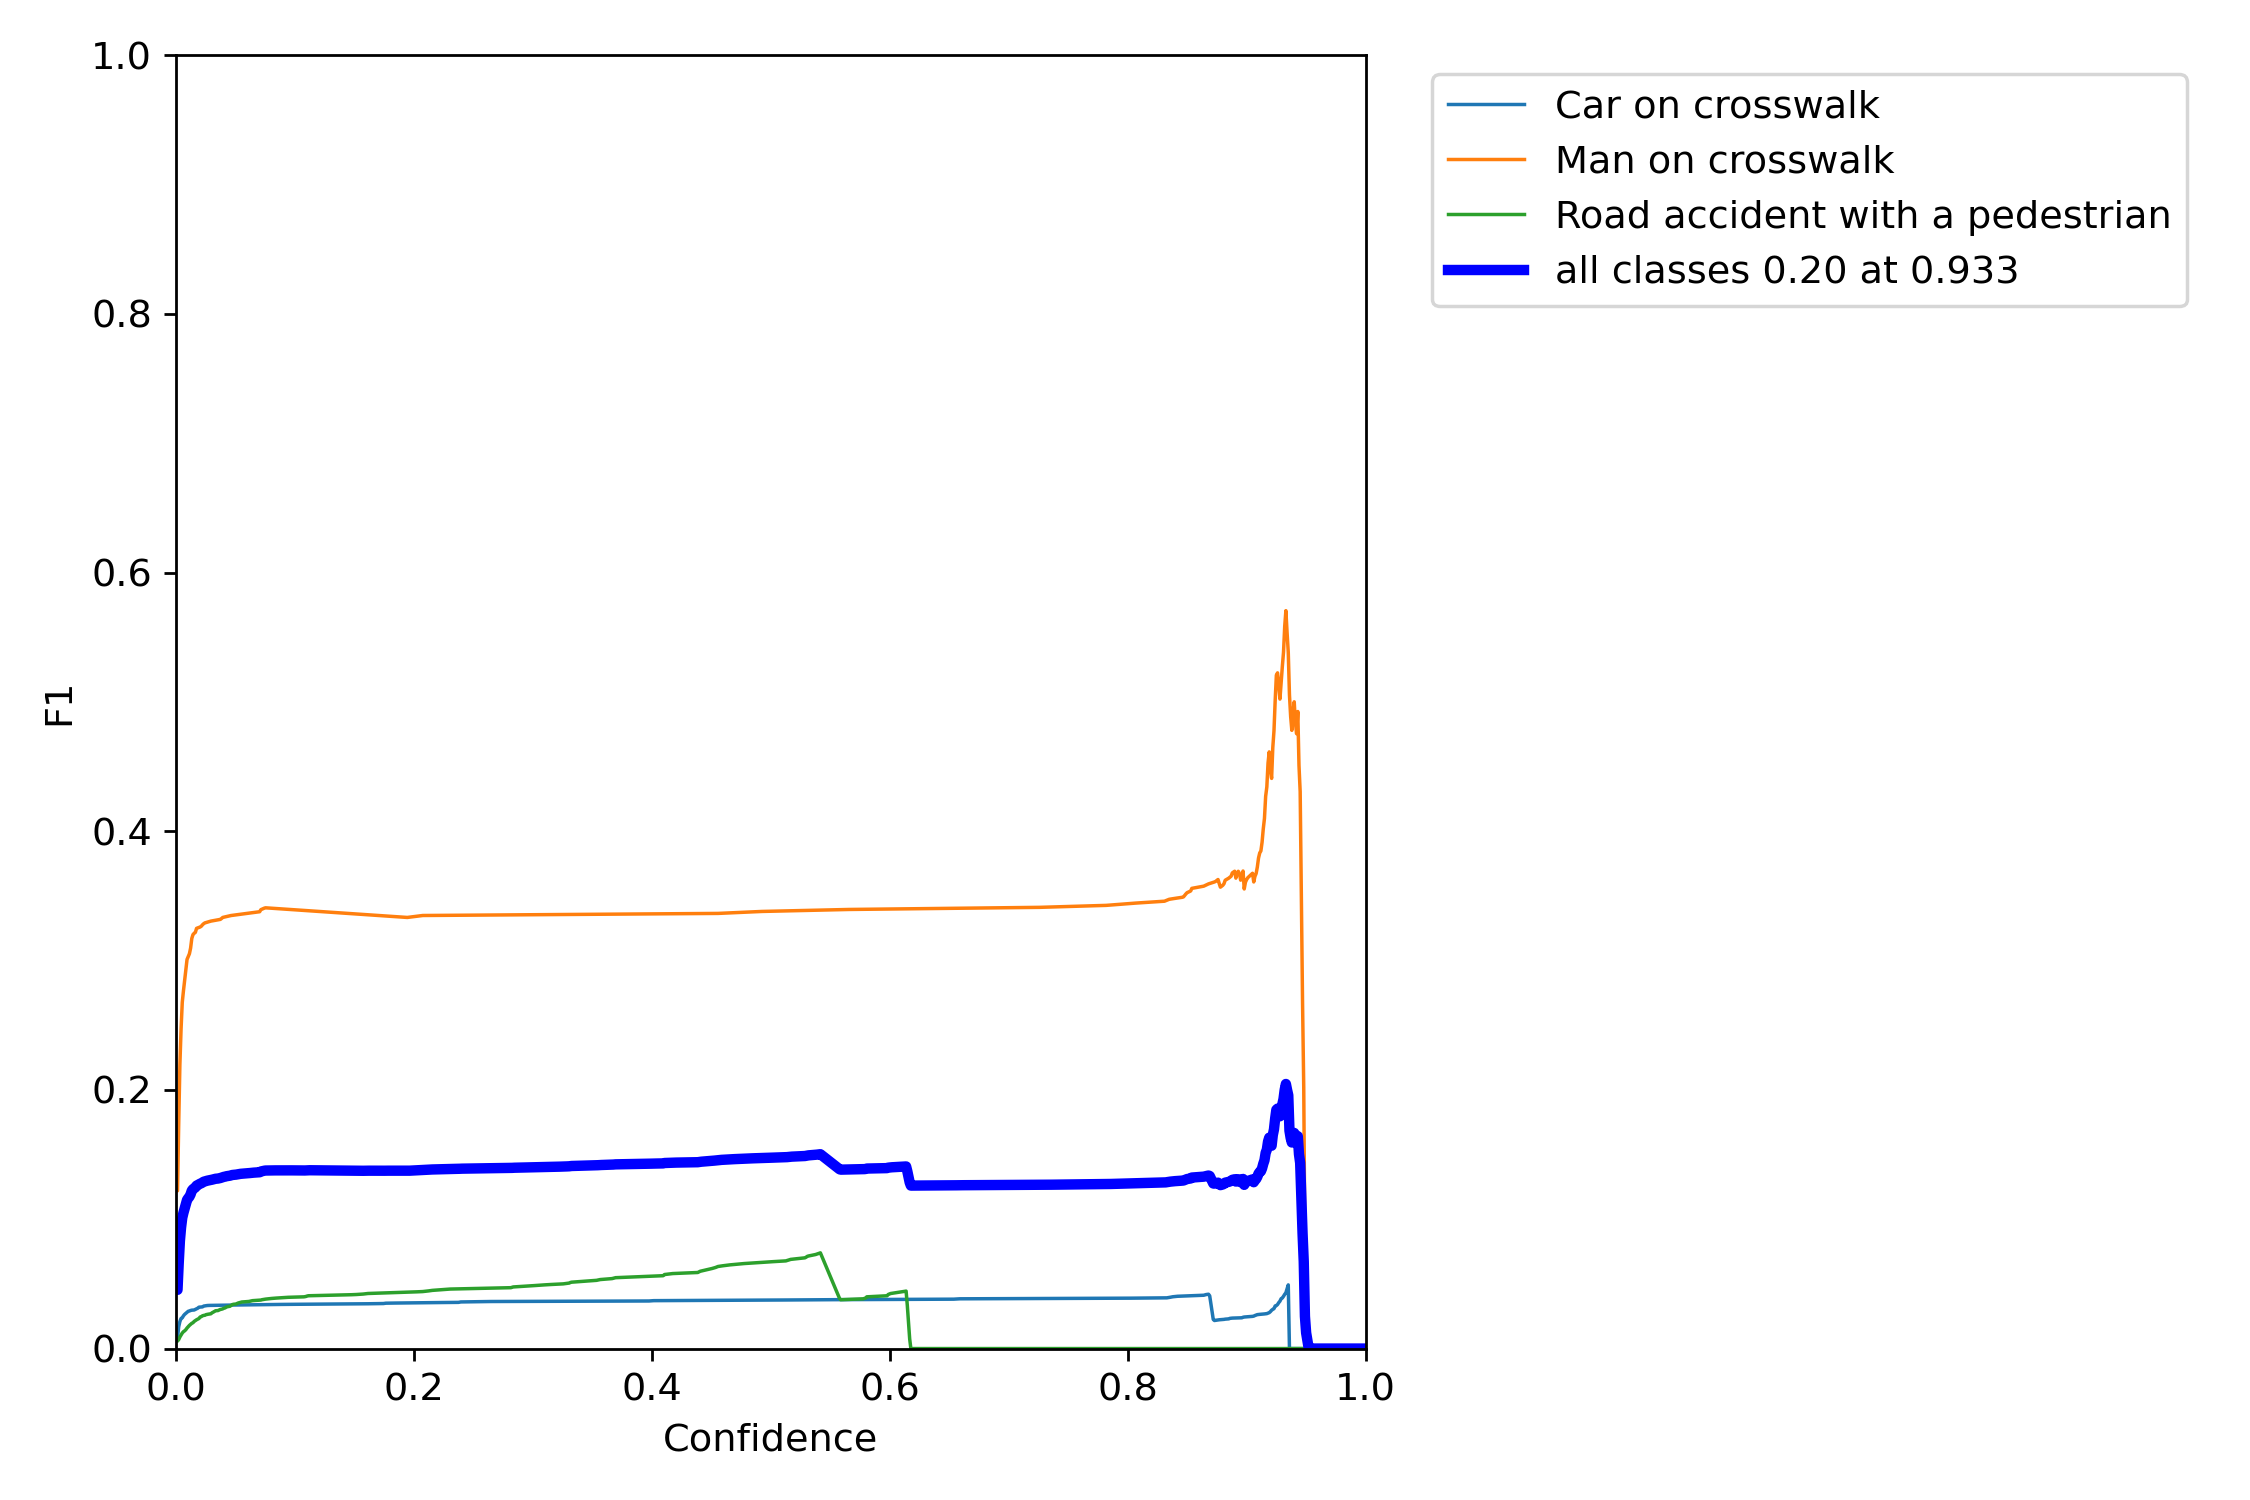 1.0
0.8
0.6
0.4
0.2
0.0
F1
0.0 0.2 0.4 0.6 0.8 1.0
Confidence
Car on crosswalk
Man on crosswalk
Road accident with a pedestrian
all classes 0.20 at 0.933